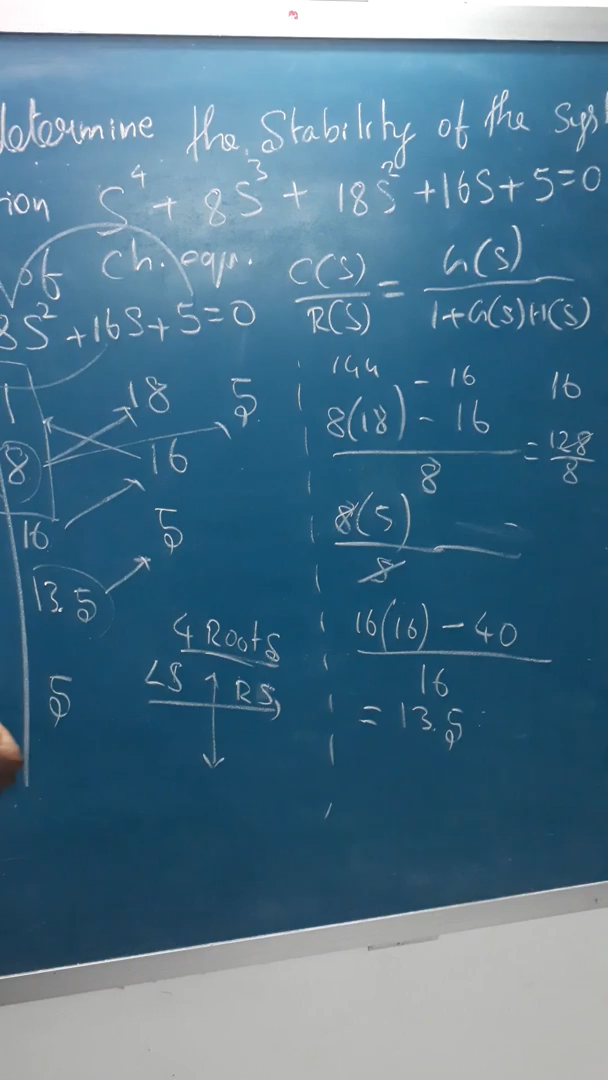 determine the Stability of the Sys
ion S⁴ + 8S³ + 18S² + 16S + 5 = 0
of ch. eqn.
8S² + 16S + 5 = 0
C(S)/R(S) = G(S)/1+G(S)H(S)
1 18 5
8 16
16 5
13.5
5
4 Roots
LS RS
144 - 16 16
8(18) - 16 / 8 = 128/8
8(5) / 8
16(16) - 40 / 16
= 13.5